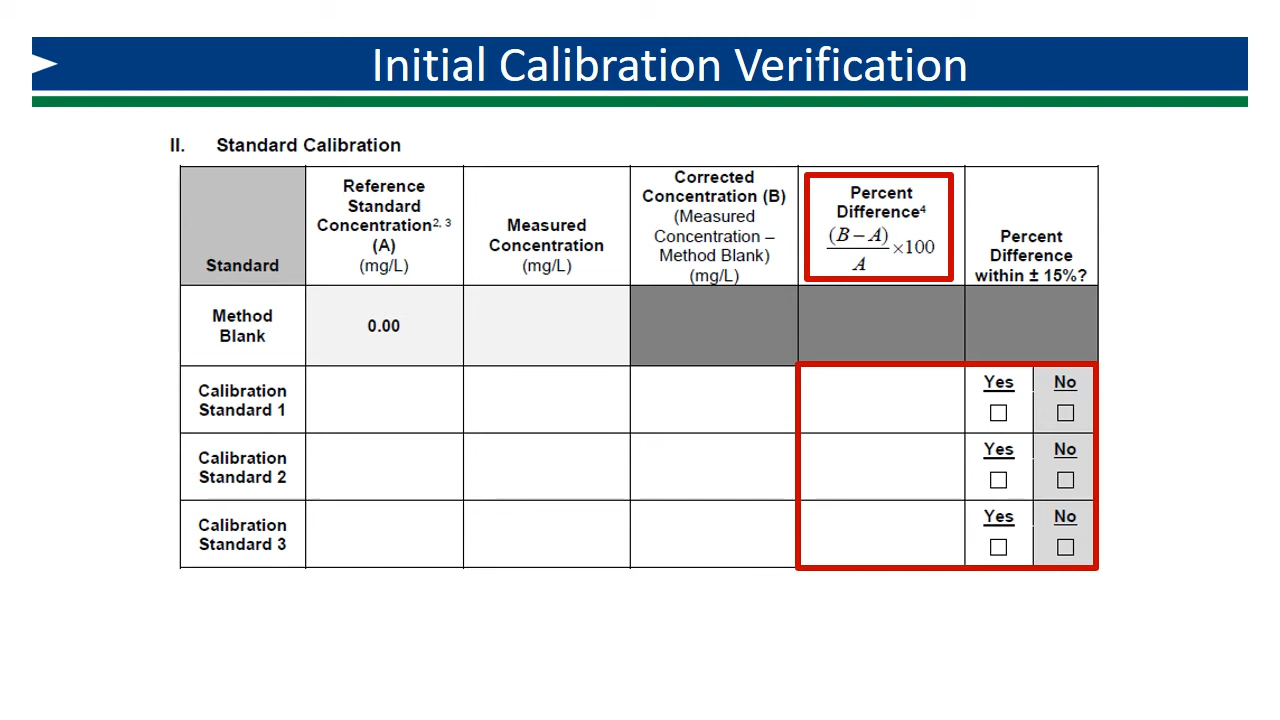 Initial Calibration Verification
II. Standard Calibration
Standard
Reference
Standard
Concentration2, 3
(A)
(mg/L)
Measured
Concentration
(mg/L)
Corrected
Concentration (B)
(Measured
Concentration –
Method Blank)
(mg/L)
Percent
Difference4
(B − A)
A
×100
Percent
Difference
within ± 15%?
Method
Blank
0.00
Calibration
Standard 1
Yes No
Calibration
Standard 2
Yes No
Calibration
Standard 3
Yes No